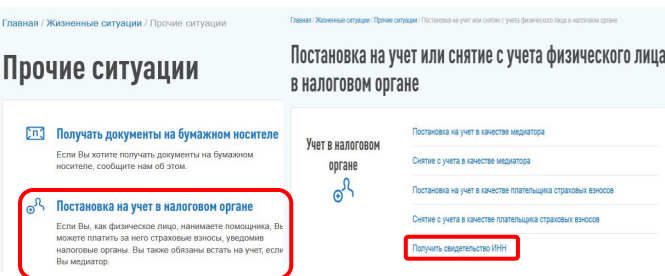 Главная / Жизненные ситуации / Прочие ситуации
Прочие ситуации
Получать документы на бумажном носителе
Если Вы хотите получать документы на бумажном
носителе, сообщите нам об этом.
Постановка на учет в налоговом органе
Если Вы, как физическое лицо, нанимаете помощника, Вы
можете платить за него страховые взносы, уведомив
налоговые органы. Вы также обязаны встать на учет, если
Вы медиатор.
Главная / Жизненные ситуации / Прочие ситуации / Постановка на учет или снятие с учета физического лица в налоговом органе
Постановка на учет или снятие с учета физического лица
в налоговом органе
Учет в налоговом
органе
Постановка на учет в качестве медиатора
Снятие с учета в качестве медиатора
Постановка на учет в качестве плательщика страховых взносов
Снятие с учета в качестве плательщика страховых взносов
Получить свидетельство ИНН